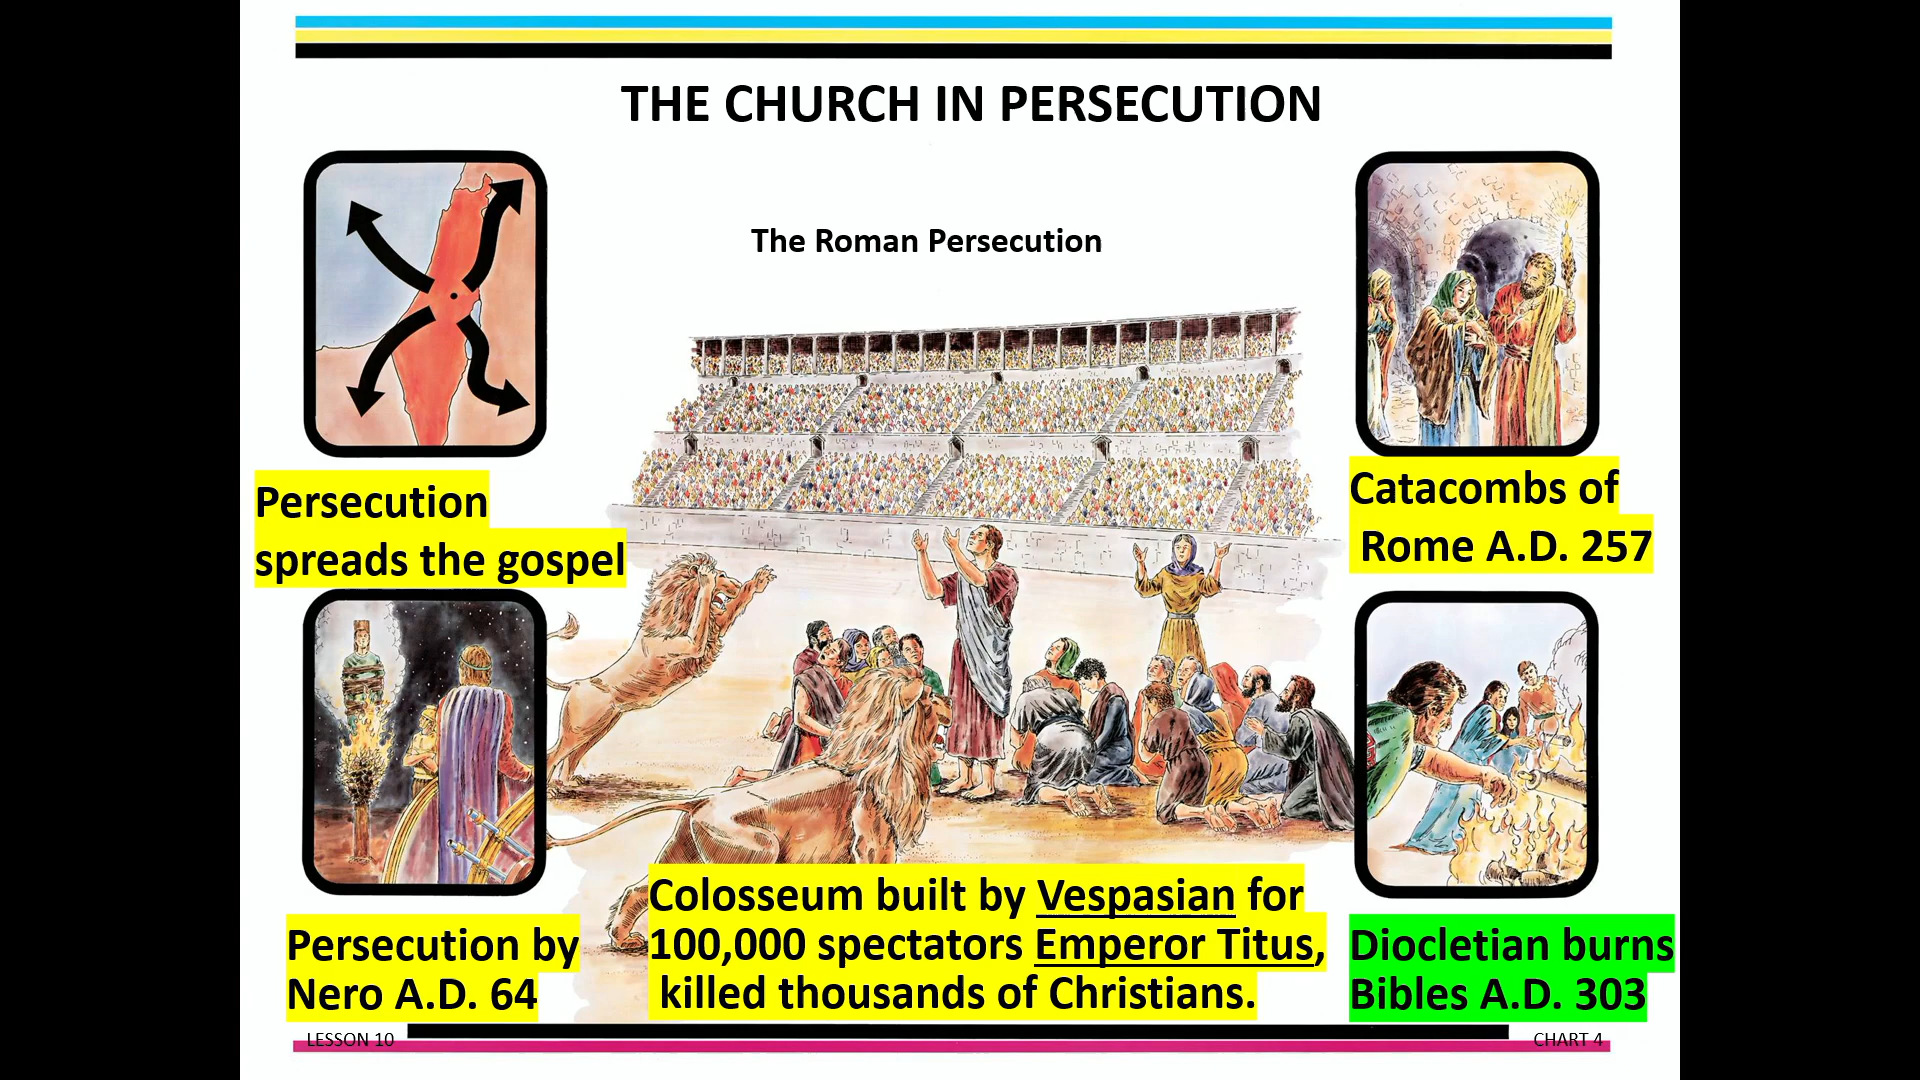 THE CHURCH IN PERSECUTION
The Roman Persecution
Persecution
spreads the gospel
Catacombs of
Rome A.D. 257
Persecution by
Nero A.D. 64
Colosseum built by Vespasian for
100,000 spectators Emperor Titus,
killed thousands of Christians.
Diocletian burns
Bibles A.D. 303
LESSON 10
CHART 4